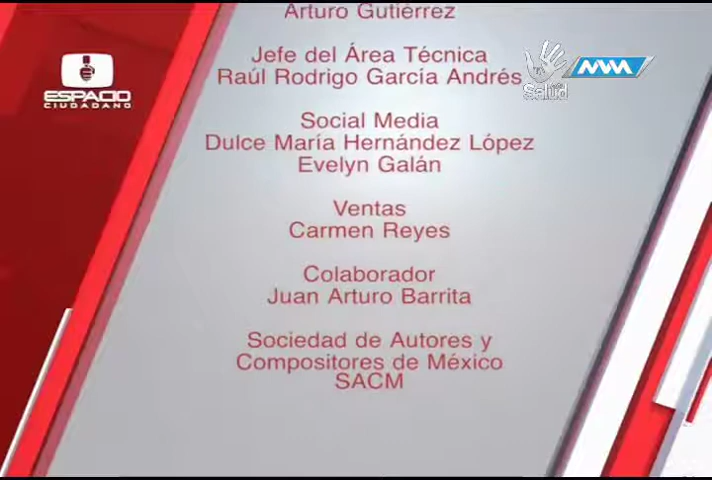 Arturo Gutiérrez
Jefe del Área Técnica
Raúl Rodrigo García Andrés
Social Media
Dulce María Hernández López
Evelyn Galán
Ventas
Carmen Reyes
Colaborador
Juan Arturo Barrita
Sociedad de Autores y
Compositores de México
SACM
ESPACIO
CIUDADANO
Salud
MVM